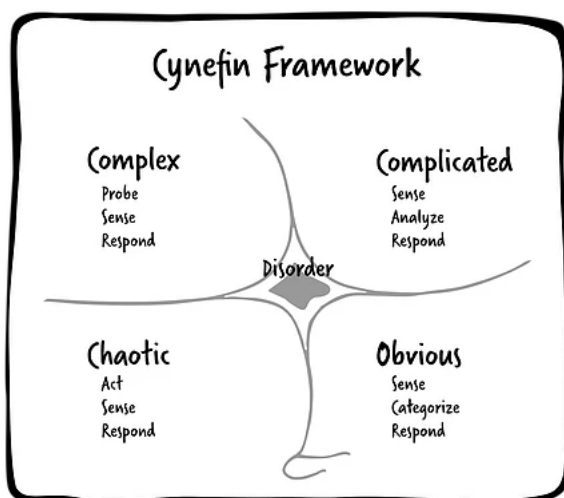 Cynefin Framework
Complex
Probe
Sense
Respond
Complicated
Sense
Analyze
Respond
Disorder
Chaotic
Act
Sense
Respond
Obvious
Sense
Categorize
Respond